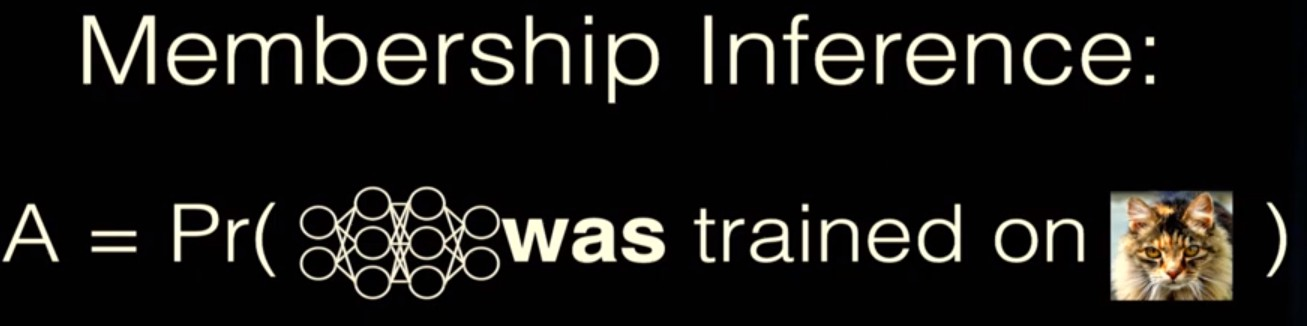 Membership Inference:
A = Pr( was trained on )